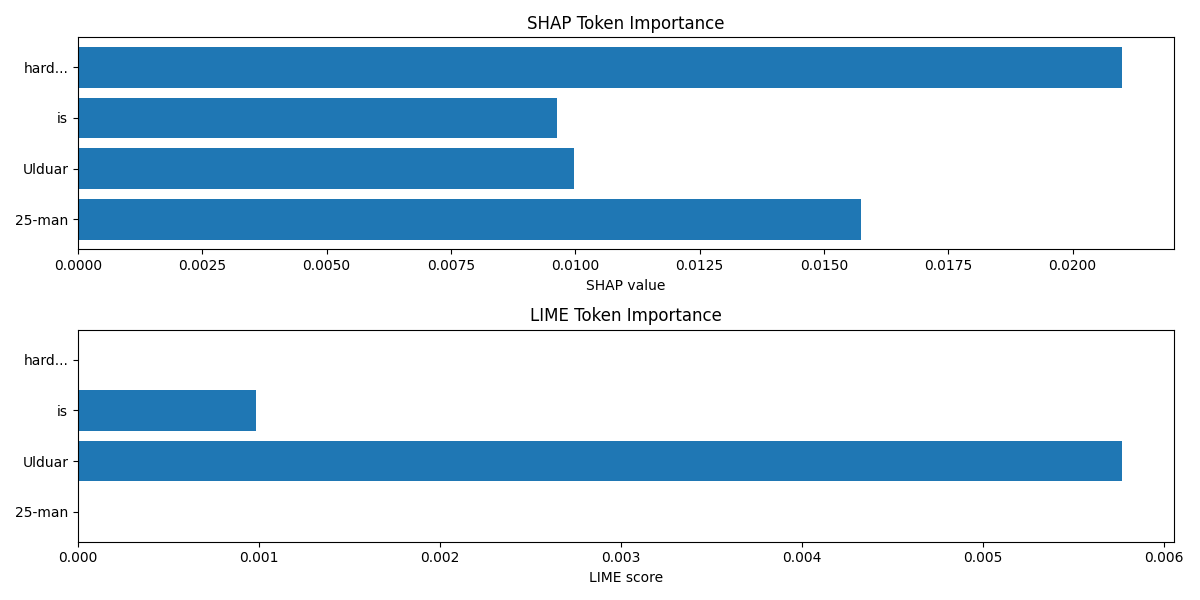 SHAP Token Importance
hard...
is
Ulduar
25-man
0.0000 0.0025 0.0050 0.0075 0.0100 0.0125 0.0150 0.0175 0.0200
SHAP value
LIME Token Importance
hard...
is
Ulduar
25-man
0.000 0.001 0.002 0.003 0.004 0.005 0.006
LIME score